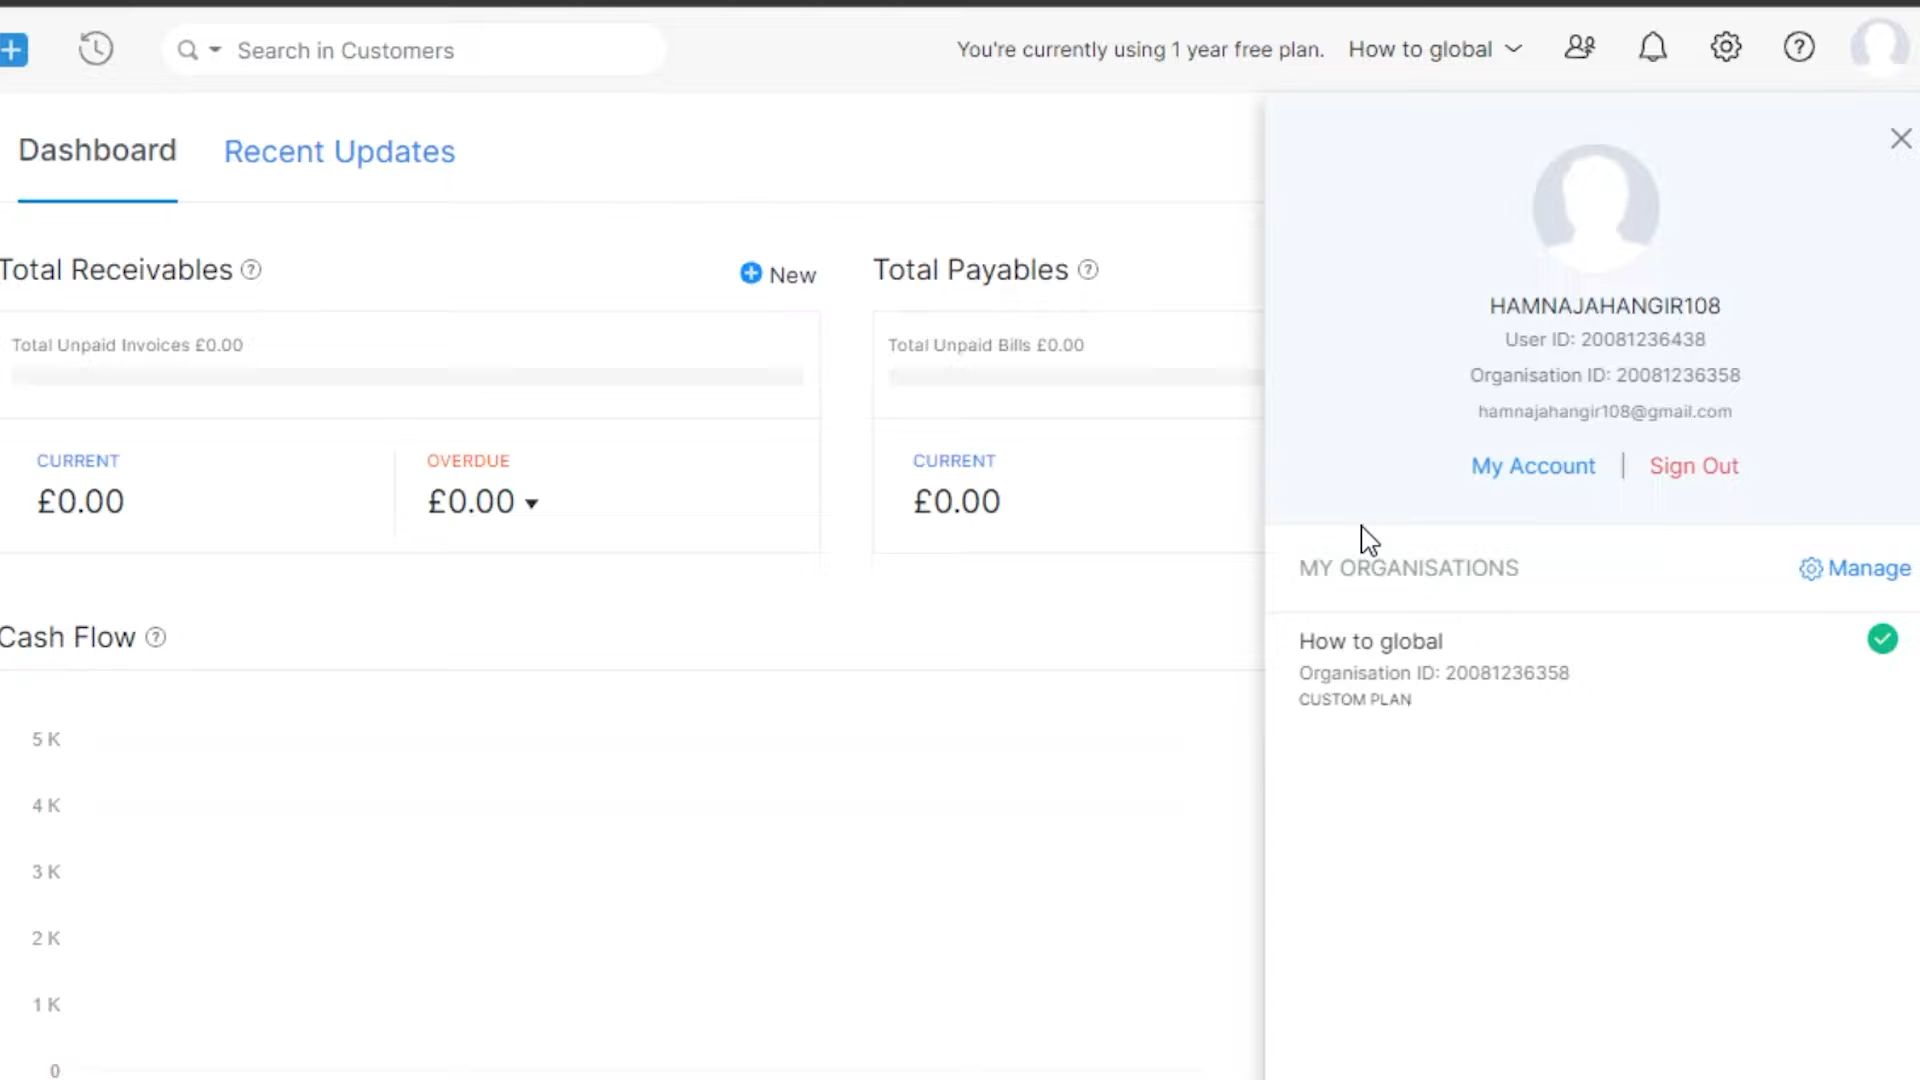 Search in Customers
You're currently using 1 year free plan. How to global
Dashboard Recent Updates
Total Receivables
New
Total Unpaid Invoices £0.00
CURRENT
£0.00
OVERDUE
£0.00
Total Payables
Total Unpaid Bills £0.00
CURRENT
£0.00
Cash Flow
5 K
4 K
3 K
2 K
1 K
0
HAMNAJAHANGIR108
User ID: 20081236438
Organisation ID: 20081236358
hamnajahangir108@gmail.com
My Account | Sign Out
MY ORGANISATIONS Manage
How to global
Organisation ID: 20081236358
CUSTOM PLAN